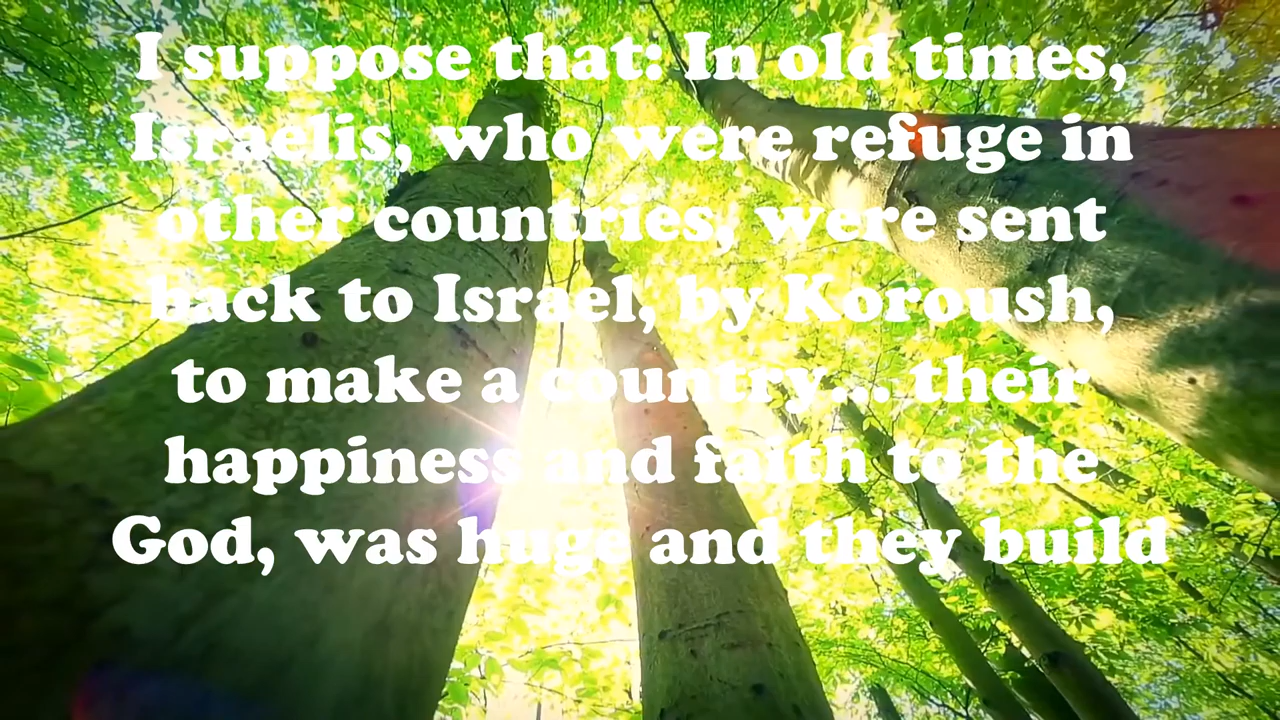 I suppose that: In old times,
Israelis, who were refuge in
other countries, were sent
back to Israel, by Koroush,
to make a country... their
happiness and faith to the
God, was huge and they build